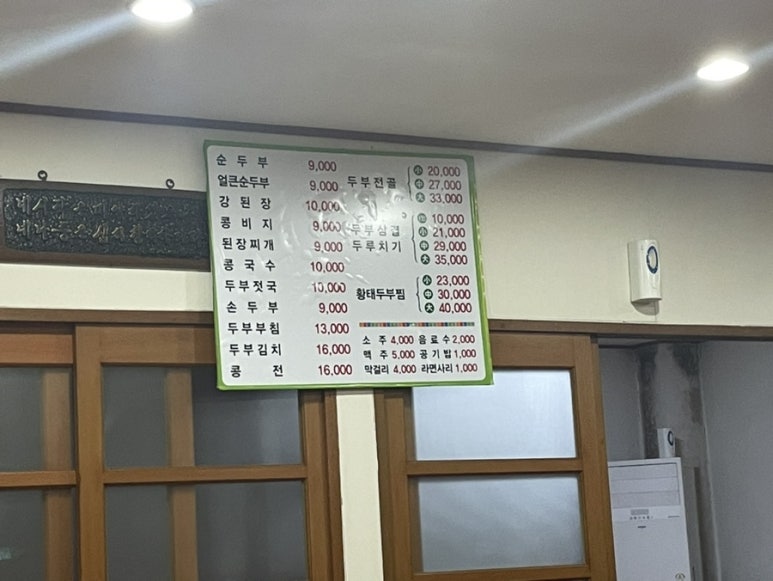 순두부 9,000
얼큰순두부 9,000
강된장 10,000
콩비지 9,000
된장찌개 9,000
콩국수 10,000
두부젓국 10,000
손두부 9,000
두부부침 13,000
두부김치 16,000
콩전 16,000
두부전골
小 20,000
中 27,000
大 33,000
두부삼겹
두루치기
10,000
小 21,000
中 29,000
大 35,000
황태두부찜
小 23,000
中 30,000
大 40,000
소주 4,000 음료수 2,000
맥주 5,000 공기밥 1,000
막걸리 4,000 라면사리 1,000